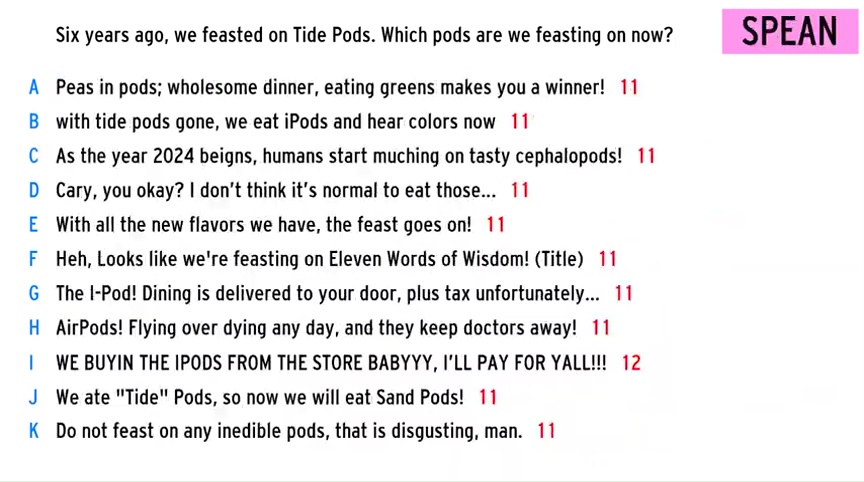 Six years ago, we feasted on Tide Pods. Which pods are we feasting on now?
SPEAN
A Peas in pods; wholesome dinner, eating greens makes you a winner! 11
B with tide pods gone, we eat iPods and hear colors now 11
C As the year 2024 beigns, humans start muching on tasty cephalopods! 11
D Cary, you okay? I don't think it's normal to eat those... 11
E With all the new flavors we have, the feast goes on! 11
F Heh, Looks like we're feasting on Eleven Words of Wisdom! (Title) 11
G The I-Pod! Dining is delivered to your door, plus tax unfortunately... 11
H AirPods! Flying over dying any day, and they keep doctors away! 11
I WE BUYIN THE IPODS FROM THE STORE BABYYY, I'LL PAY FOR YALL!!! 12
J We ate "Tide" Pods, so now we will eat Sand Pods! 11
K Do not feast on any inedible pods, that is disgusting, man. 11